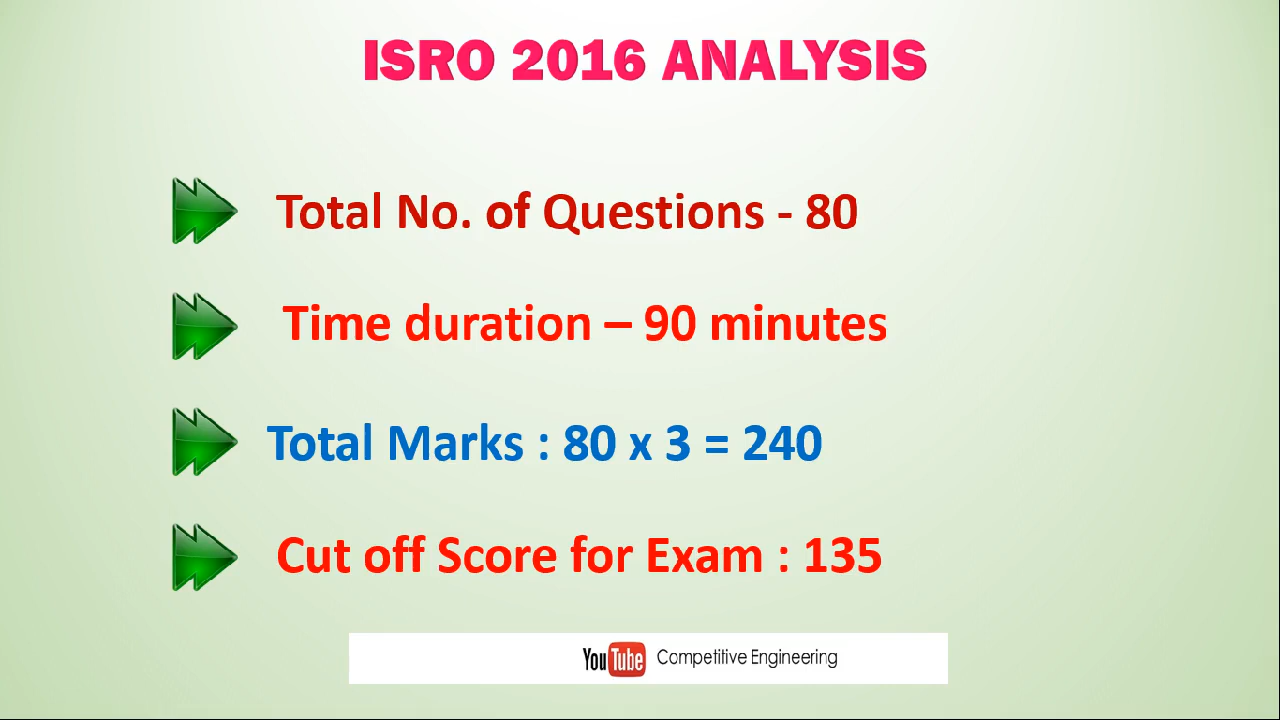 ISRO 2016 ANALYSIS
Total No. of Questions - 80
Time duration – 90 minutes
Total Marks : 80 x 3 = 240
Cut off Score for Exam : 135
YouTube Competitive Engineering